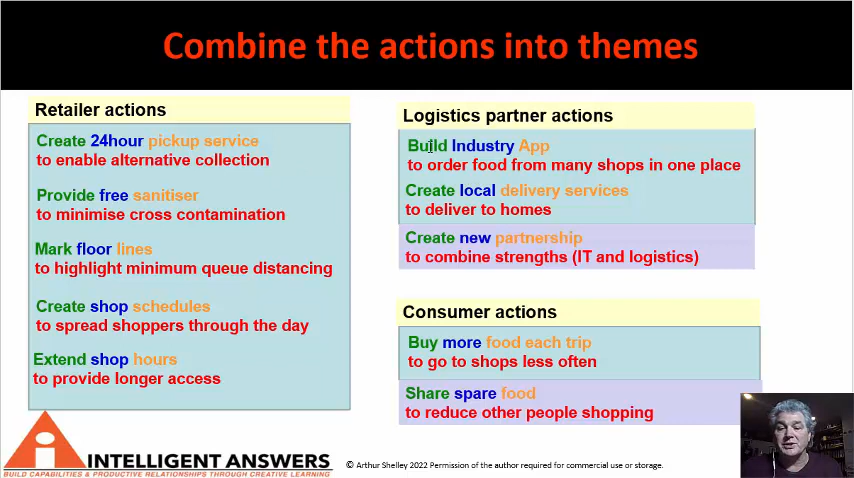 Combine the actions into themes
Retailer actions
Create 24hour pickup service
to enable alternative collection
Provide free sanitiser
to minimise cross contamination
Mark floor lines
to highlight minimum queue distancing
Create shop schedules
to spread shoppers through the day
Extend shop hours
to provide longer access
Logistics partner actions
Build Industry App
to order food from many shops in one place
Create local delivery services
to deliver to homes
Create new partnership
to combine strengths (IT and logistics)
Consumer actions
Buy more food each trip
to go to shops less often
Share spare food
to reduce other people shopping
INTELLIGENT ANSWERS
BUILD CAPABILITIES & PRODUCTIVE RELATIONSHIPS THROUGH CREATIVE LEARNING
© Arthur Shelley 2022 Permission of the author required for commercial use or storage.